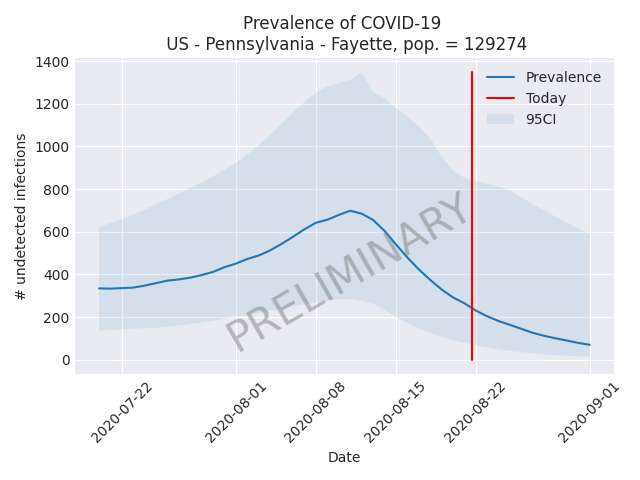 Prevalence of COVID-19
US - Pennsylvania - Fayette, pop. = 129274
1400
1200
1000
800
600
400
200
0
# undetected infections
Prevalence
Today
95CI
PRELIMINARY
2020-07-22
2020-08-01
2020-08-08
2020-08-15
2020-08-22
2020-09-01
Date